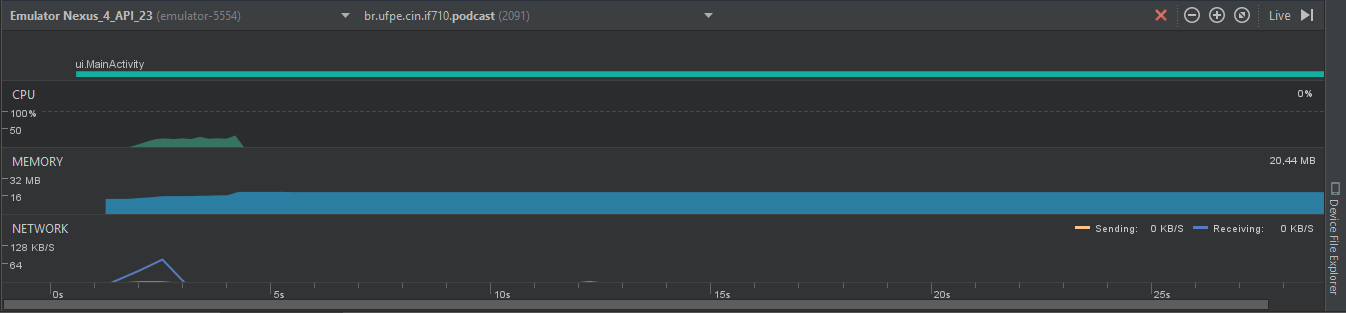 Emulator Nexus_4_API_23 (emulator-5554) br.ufpe.cin.if710.podcast (2091) Live
ui.MainActivity
CPU 0%
100%
50
MEMORY 20,44 MB
32 MB
16
NETWORK Sending: 0 KB/S Receiving: 0 KB/S
128 KB/S
64
0s 5s 10s 15s 20s 25s
Device File Explorer